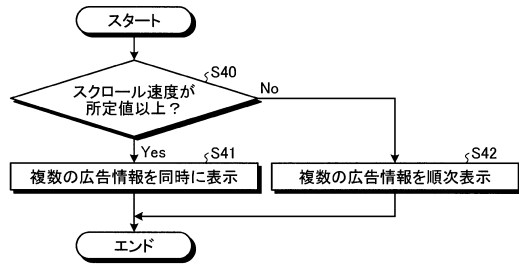 スタート
S40
スクロール速度が
所定値以上？
No
Yes
S41
複数の広告情報を同時に表示
S42
複数の広告情報を順次表示
エンド